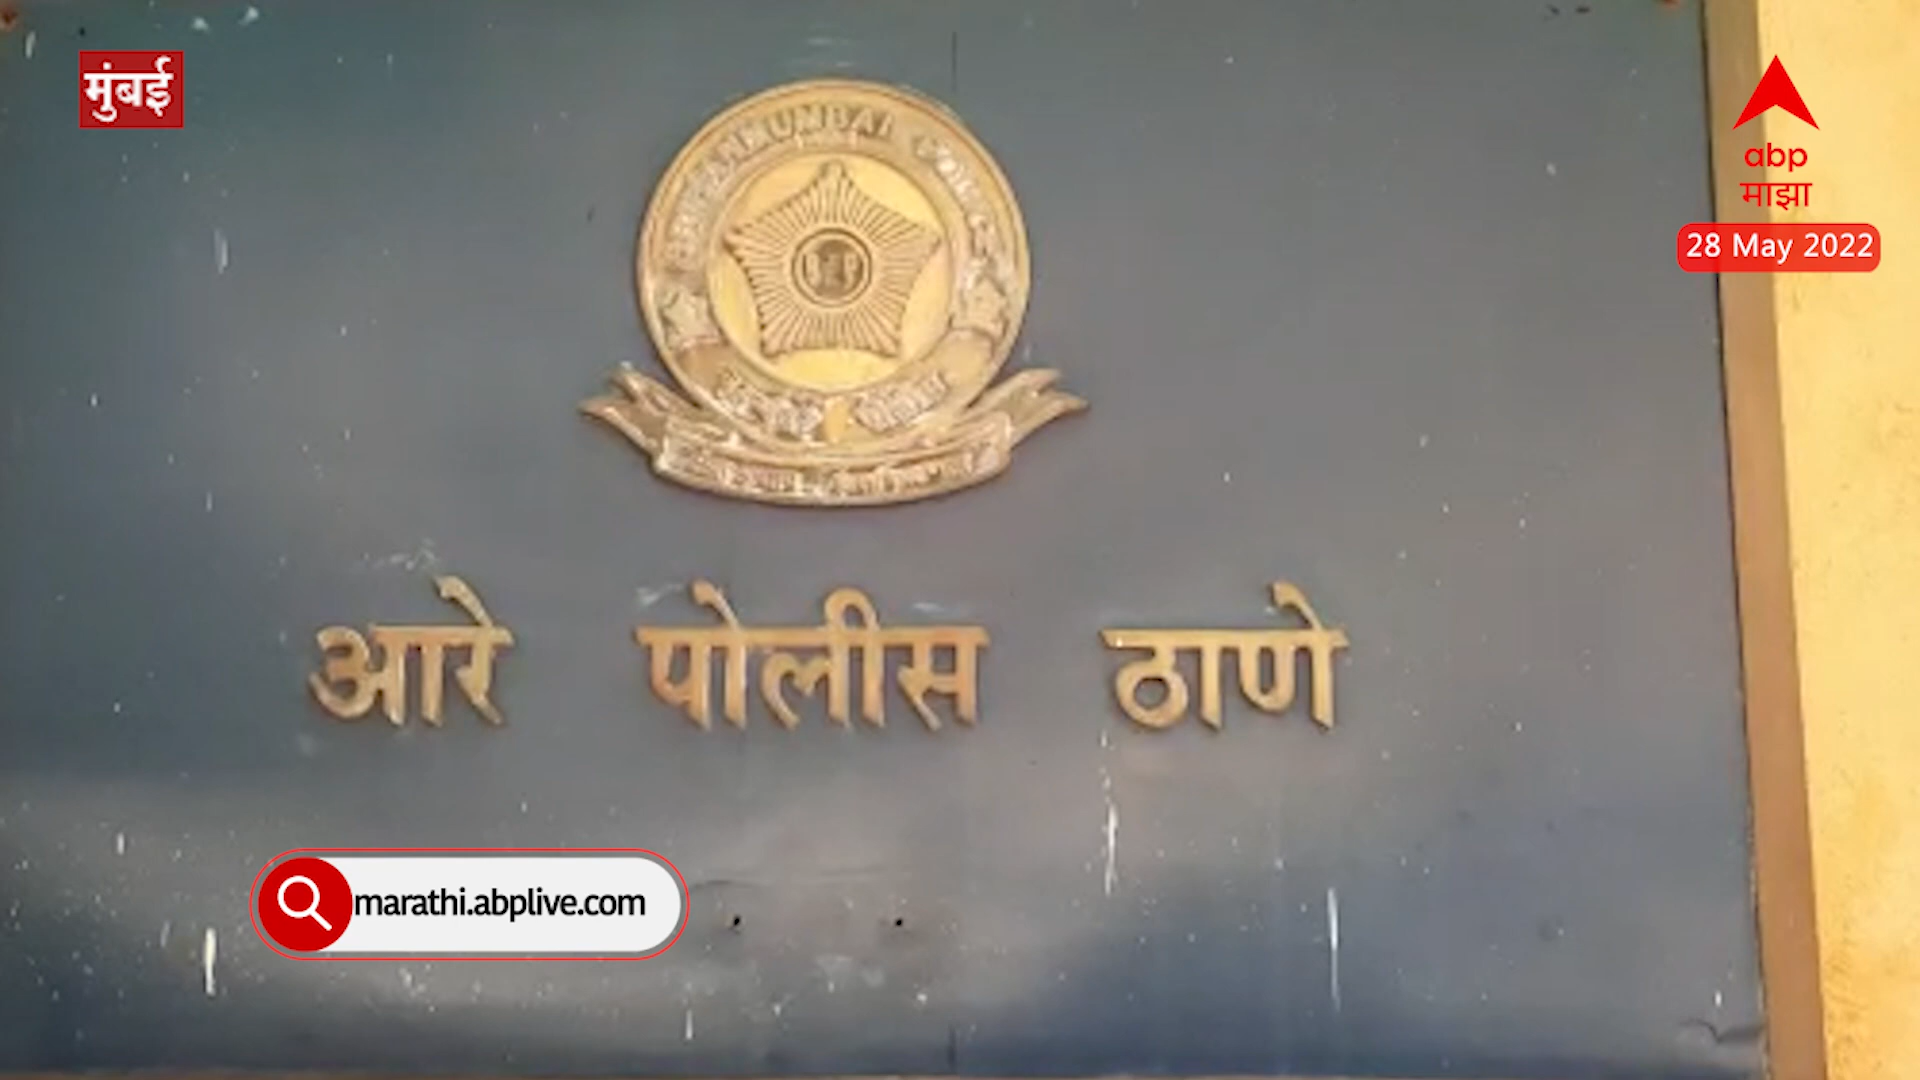 मुंबई
abp
माझा
28 May 2022
आरे पोलीस ठाणे
marathi.abplive.com